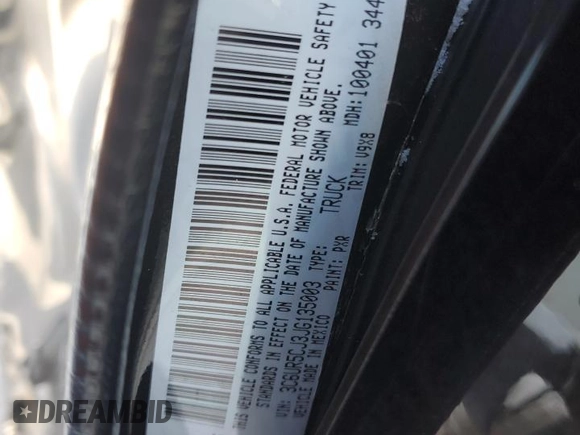 MDH: 100401 344
THIS VEHICLE CONFORMS TO ALL APPLICABLE U.S.A. FEDERAL MOTOR VEHICLE SAFETY
STANDARDS IN EFFECT ON THE DATE OF MANUFACTURE SHOWN ABOVE.
VIN: 3C6UR5CJ3JG135003 TYPE: TRUCK
VEHICLE MADE IN MEXICO PAINT: PXR TRIM: V9X8
DREAMBID